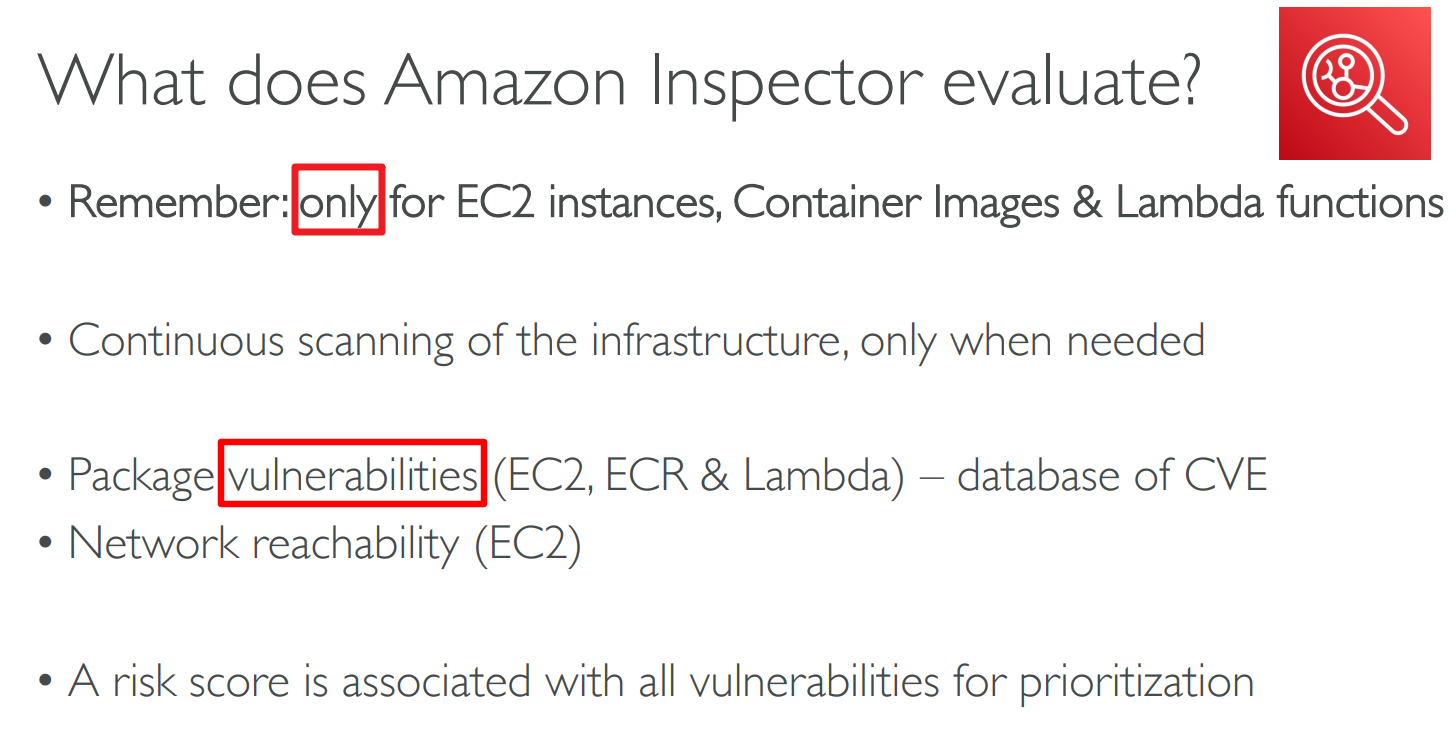 What does Amazon Inspector evaluate?
• Remember: only for EC2 instances, Container Images & Lambda functions
• Continuous scanning of the infrastructure, only when needed
• Package vulnerabilities (EC2, ECR & Lambda) – database of CVE
• Network reachability (EC2)
• A risk score is associated with all vulnerabilities for prioritization